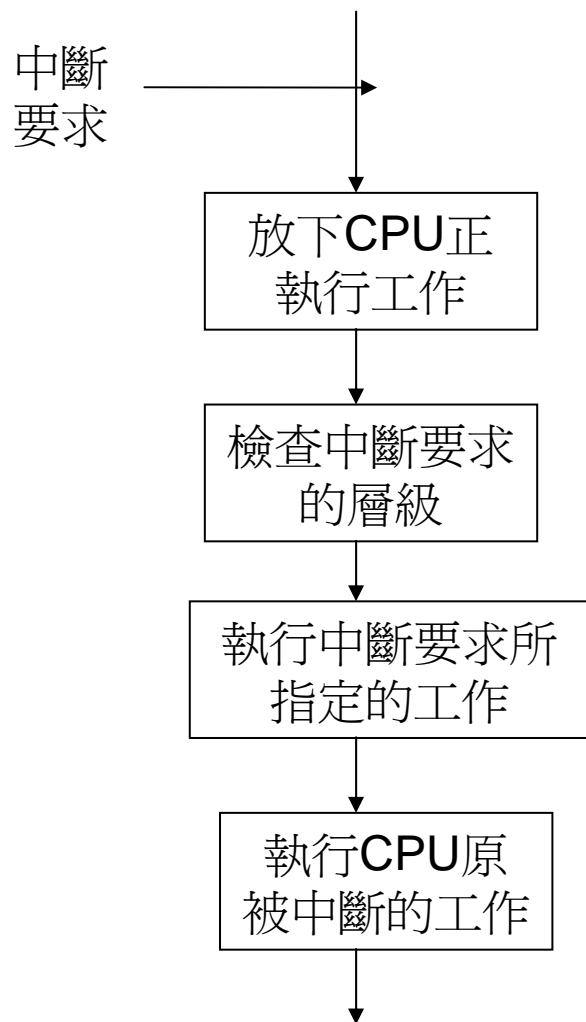 中斷
要求
放下CPU正
執行工作
檢查中斷要求
的層級
執行中斷要求所
指定的工作
執行CPU原
被中斷的工作